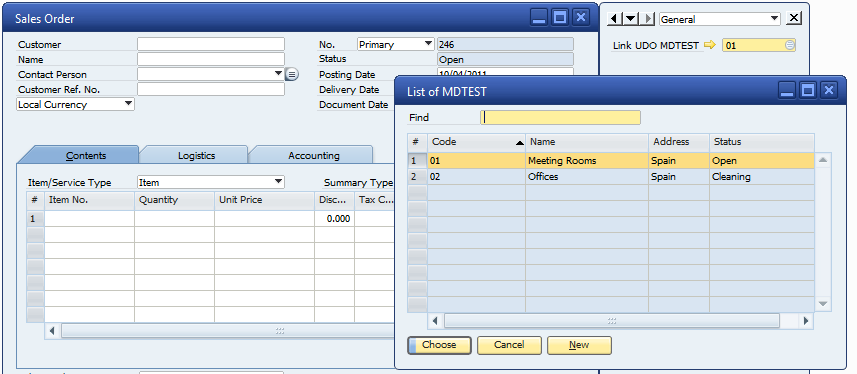 Sales Order
Customer
Name
Contact Person
Customer Ref. No.
Local Currency
No. Primary 246
Status Open
Posting Date 10/04/2011
Delivery Date
Document Date
Contents Logistics Accounting
Item/Service Type Item Summary Type
# Item No. Quantity Unit Price Disc... Tax C...
1 0.000
General
Link UDO MDTEST 01
List of MDTEST
Find
# Code Name Address Status
1 01 Meeting Rooms Spain Open
2 02 Offices Spain Cleaning
Choose Cancel New